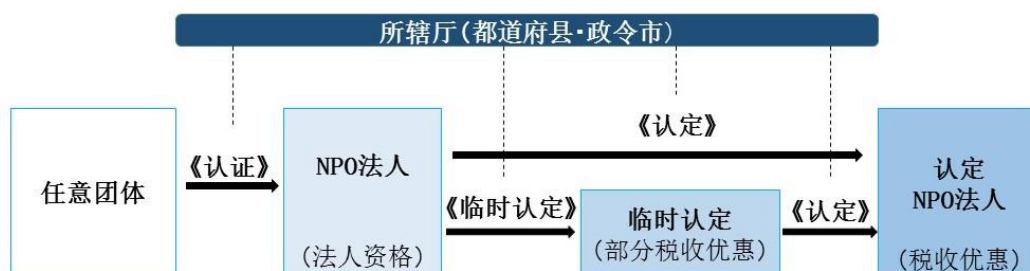 所辖厅(都道府县·政令市)
任意团体
《认证》
NPO法人
(法人资格)
《认定》
《临时认定》
临时认定
(部分税收优惠)
《认定》
认定
NPO法人
(税收优惠)